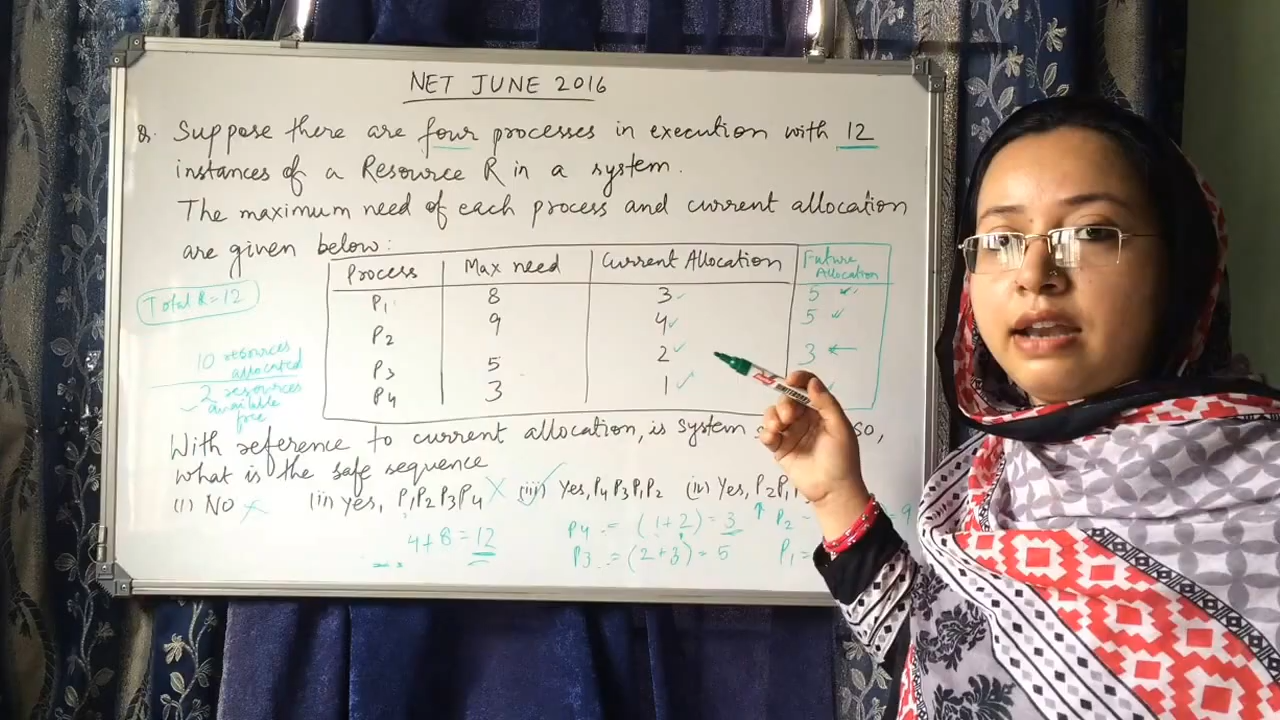 NET JUNE 2016
Q. Suppose there are four processes in execution with 12
instances of a Resource R in a system.
The maximum need of each process and current allocation
are given below:
Process Max need Current Allocation Future Allocation
P1 8 3 5
P2 9 4 5
P3 5 2 3
P4 3 1
Total R = 12
10 resources
allocated
2 resources
available
free
With reference to current allocation, is system so,
what is the safe sequence
(i) No (ii) Yes, P1P2P3P4 (iii) Yes, P4P3P1P2 (iv) Yes, P2P1
4+8=12
P4 = (1+2) = 3
P3 = (2+3) = 5
P2 = 9
P1 =